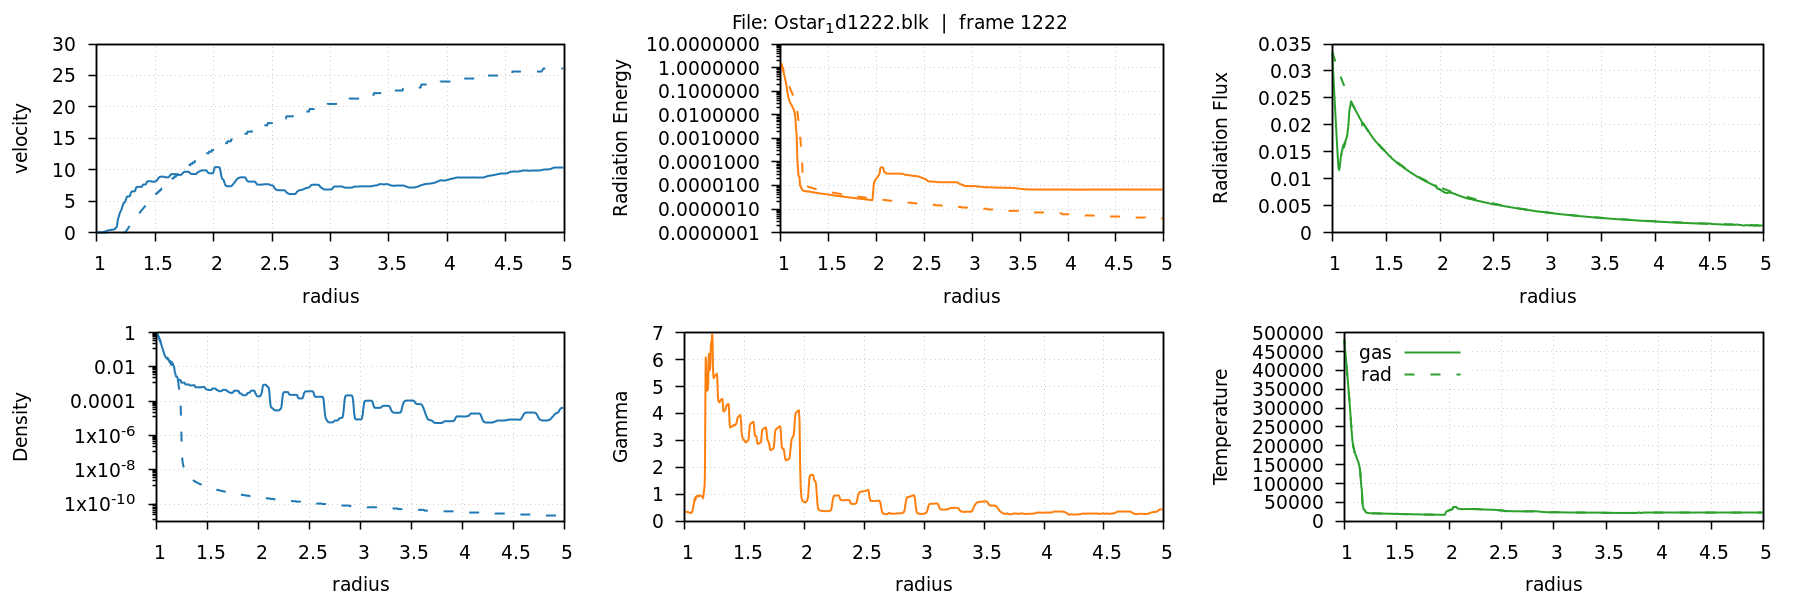 File: Ostar₁d1222.blk | frame 1222
30
25
20
15
10
5
0
velocity
1 1.5 2 2.5 3 3.5 4 4.5 5
radius
10.0000000
1.0000000
0.1000000
0.0100000
0.0010000
0.0001000
0.0000100
0.0000010
0.0000001
Radiation Energy
1 1.5 2 2.5 3 3.5 4 4.5 5
radius
0.035
0.03
0.025
0.02
0.015
0.01
0.005
0
Radiation Flux
1 1.5 2 2.5 3 3.5 4 4.5 5
radius
1
0.01
0.0001
1x10⁻⁶
1x10⁻⁸
1x10⁻¹⁰
Density
1 1.5 2 2.5 3 3.5 4 4.5 5
radius
7
6
5
4
3
2
1
0
Gamma
1 1.5 2 2.5 3 3.5 4 4.5 5
radius
500000
450000
400000
350000
300000
250000
200000
150000
100000
50000
0
Temperature
gas
rad
1 1.5 2 2.5 3 3.5 4 4.5 5
radius